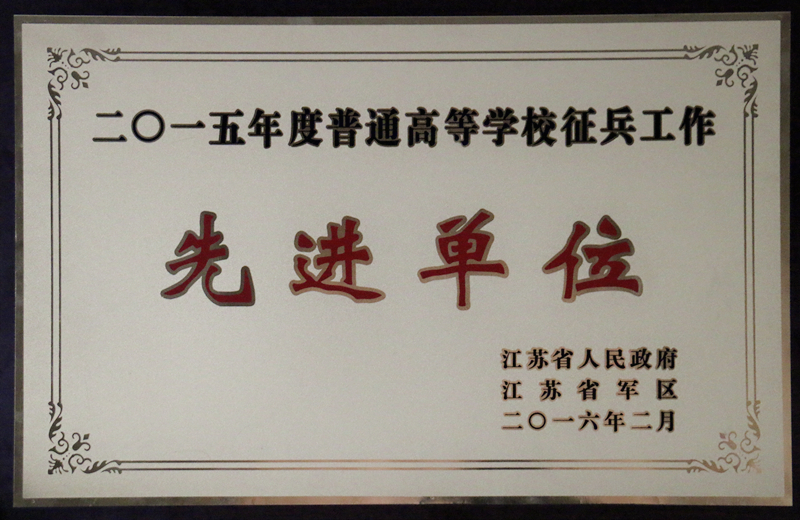 二〇一五年度普通高等学校征兵工作
先进单位
江苏省人民政府
江苏省军区
二〇一六年二月